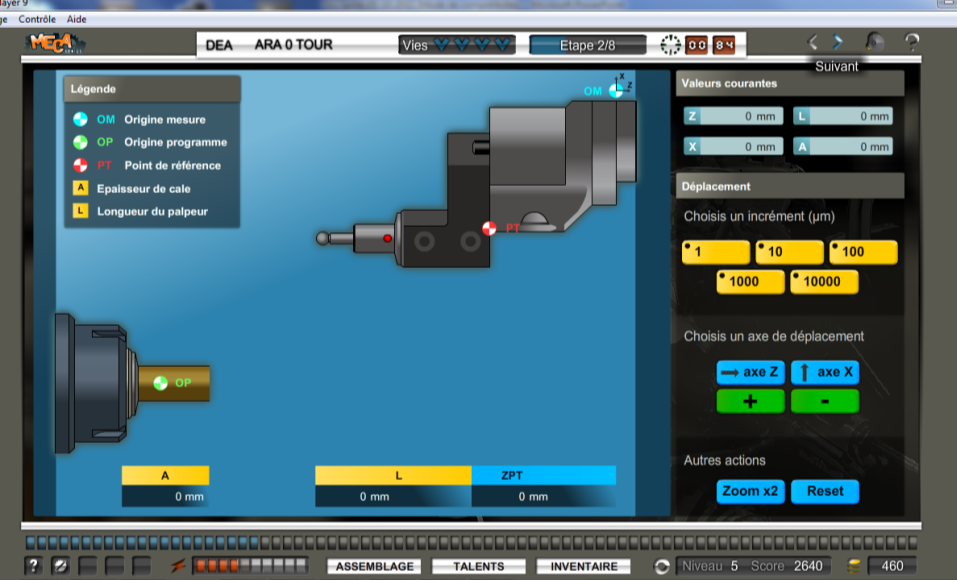 ayer 9
ge Contrôle Aide
MECA
DEA ARA 0 TOUR
Vies
Etape 2/8
00 84
?
Suivant
Légende
OM Origine mesure
OP Origine programme
PT Point de référence
A Epaisseur de cale
L Longueur du palpeur
OM
X
Z
PT
OP
A
0 mm
L
0 mm
ZPT
0 mm
Valeurs courantes
Z 0 mm L 0 mm
X 0 mm A 0 mm
Déplacement
Choisis un incrément (µm)
1 10 100
1000 10000
Choisis un axe de déplacement
axe Z axe X
+ -
Autres actions
Zoom x2 Reset
?
ASSEMBLAGE TALENTS INVENTAIRE
Niveau 5 Score 2640 460